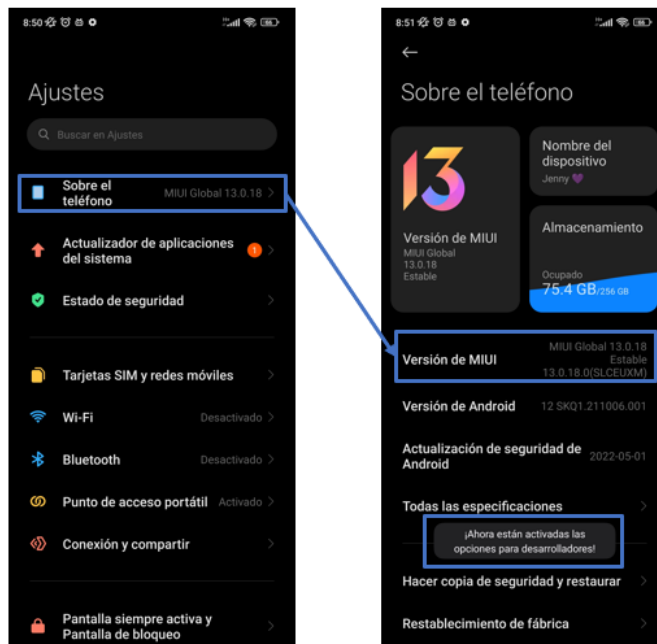 8:50
Ajustes
Buscar en Ajustes
Sobre el
teléfono
MIUI Global 13.0.18
Actualizador de aplicaciones
del sistema
1
Estado de seguridad
Tarjetas SIM y redes móviles
Wi-Fi
Desactivado
Bluetooth
Desactivado
Punto de acceso portátil
Activado
Conexión y compartir
Pantalla siempre activa y
Pantalla de bloqueo
8:51
Sobre el teléfono
13
Versión de MIUI
MIUI Global
13.0.18
Estable
Nombre del
dispositivo
Jenny 💜
Almacenamiento
Ocupado
75.4 GB/256 GB
Versión de MIUI
MIUI Global 13.0.18
Estable
13.0.18.0(SLCEUXM)
Versión de Android
12 SKQ1.211006.001
Actualización de seguridad de
Android
2022-05-01
Todas las especificaciones
¡Ahora están activadas las
opciones para desarrolladores!
Hacer copia de seguridad y restaurar
Restablecimiento de fábrica